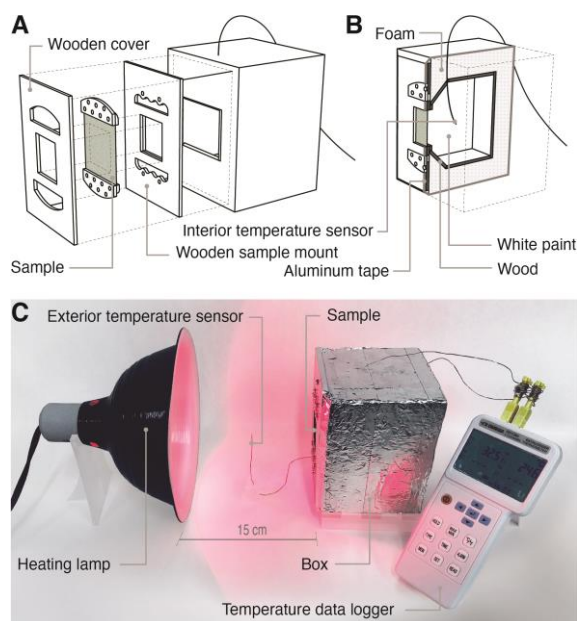 A
Wooden cover
B
Foam
Interior temperature sensor
Sample
Wooden sample mount
Aluminum tape
White paint
Wood
C
Exterior temperature sensor
Sample
15 cm
Heating lamp
Box
Temperature data logger